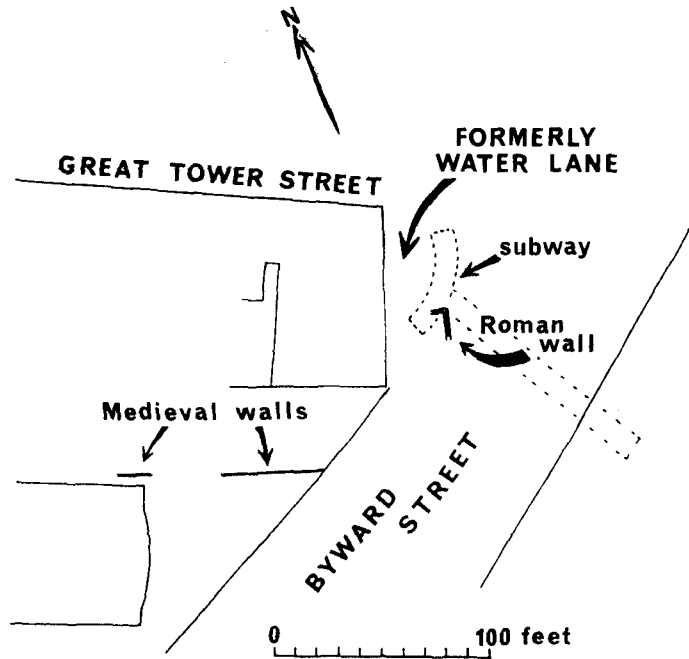 N
FORMERLY
WATER LANE
GREAT TOWER STREET
subway
Roman
wall
Medieval walls
BYWARD
STREET
0 100 feet